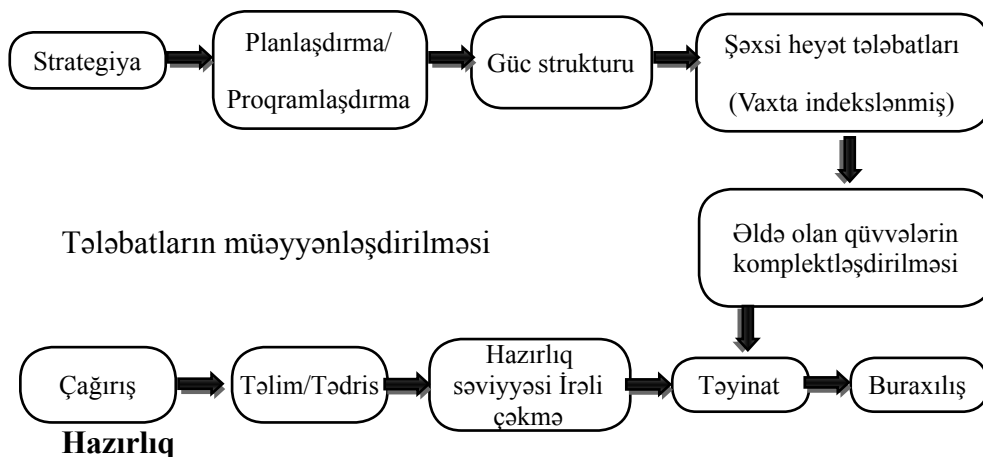 Strategiya
Planlaşdırma/
Proqramlaşdırma
Güc strukturu
Şəxsi heyət tələbatları
(Vaxta indekslənmiş)
Tələbatların müəyyənləşdirilməsi
Əldə olan qüvvələrin
komplektləşdirilməsi
Çağırış
Təlim/Tədris
Hazırlıq
səviyyəsi İrəli
çəkmə
Təyinat
Buraxılış
Hazırlıq